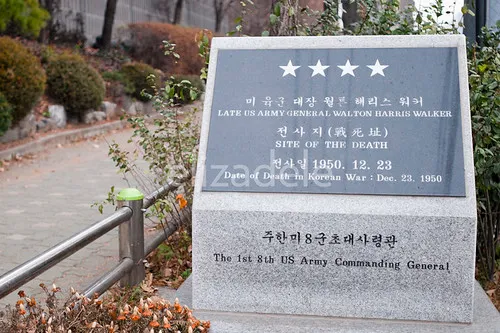 미 육군 대장 월튼 해리스 워커
LATE US ARMY GENERAL WALTON HARRIS WALKER
전사지(戰死址)
SITE OF THE DEATH
전사일 1950. 12. 23
Date of Death in Korean War : Dec. 23. 1950
주한미8군초대사령관
The 1st 8th US Army Commanding General